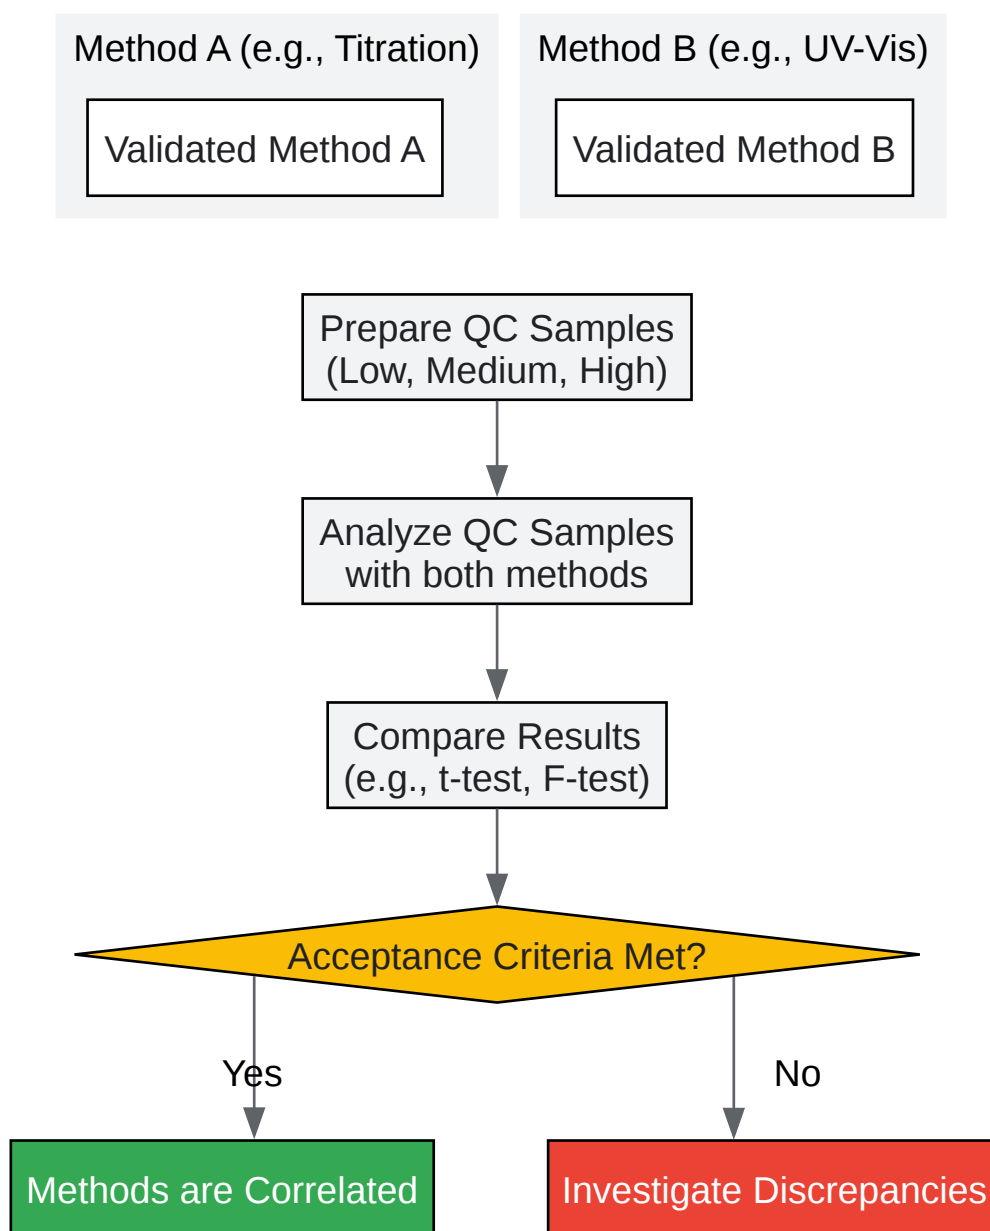 Method A (e.g., Titration)
Method B (e.g., UV-Vis)
Validated Method A
Validated Method B
Prepare QC Samples
(Low, Medium, High)
Analyze QC Samples
with both methods
Compare Results
(e.g., t-test, F-test)
Acceptance Criteria Met?
Yes
No
Methods are Correlated
Investigate Discrepancies